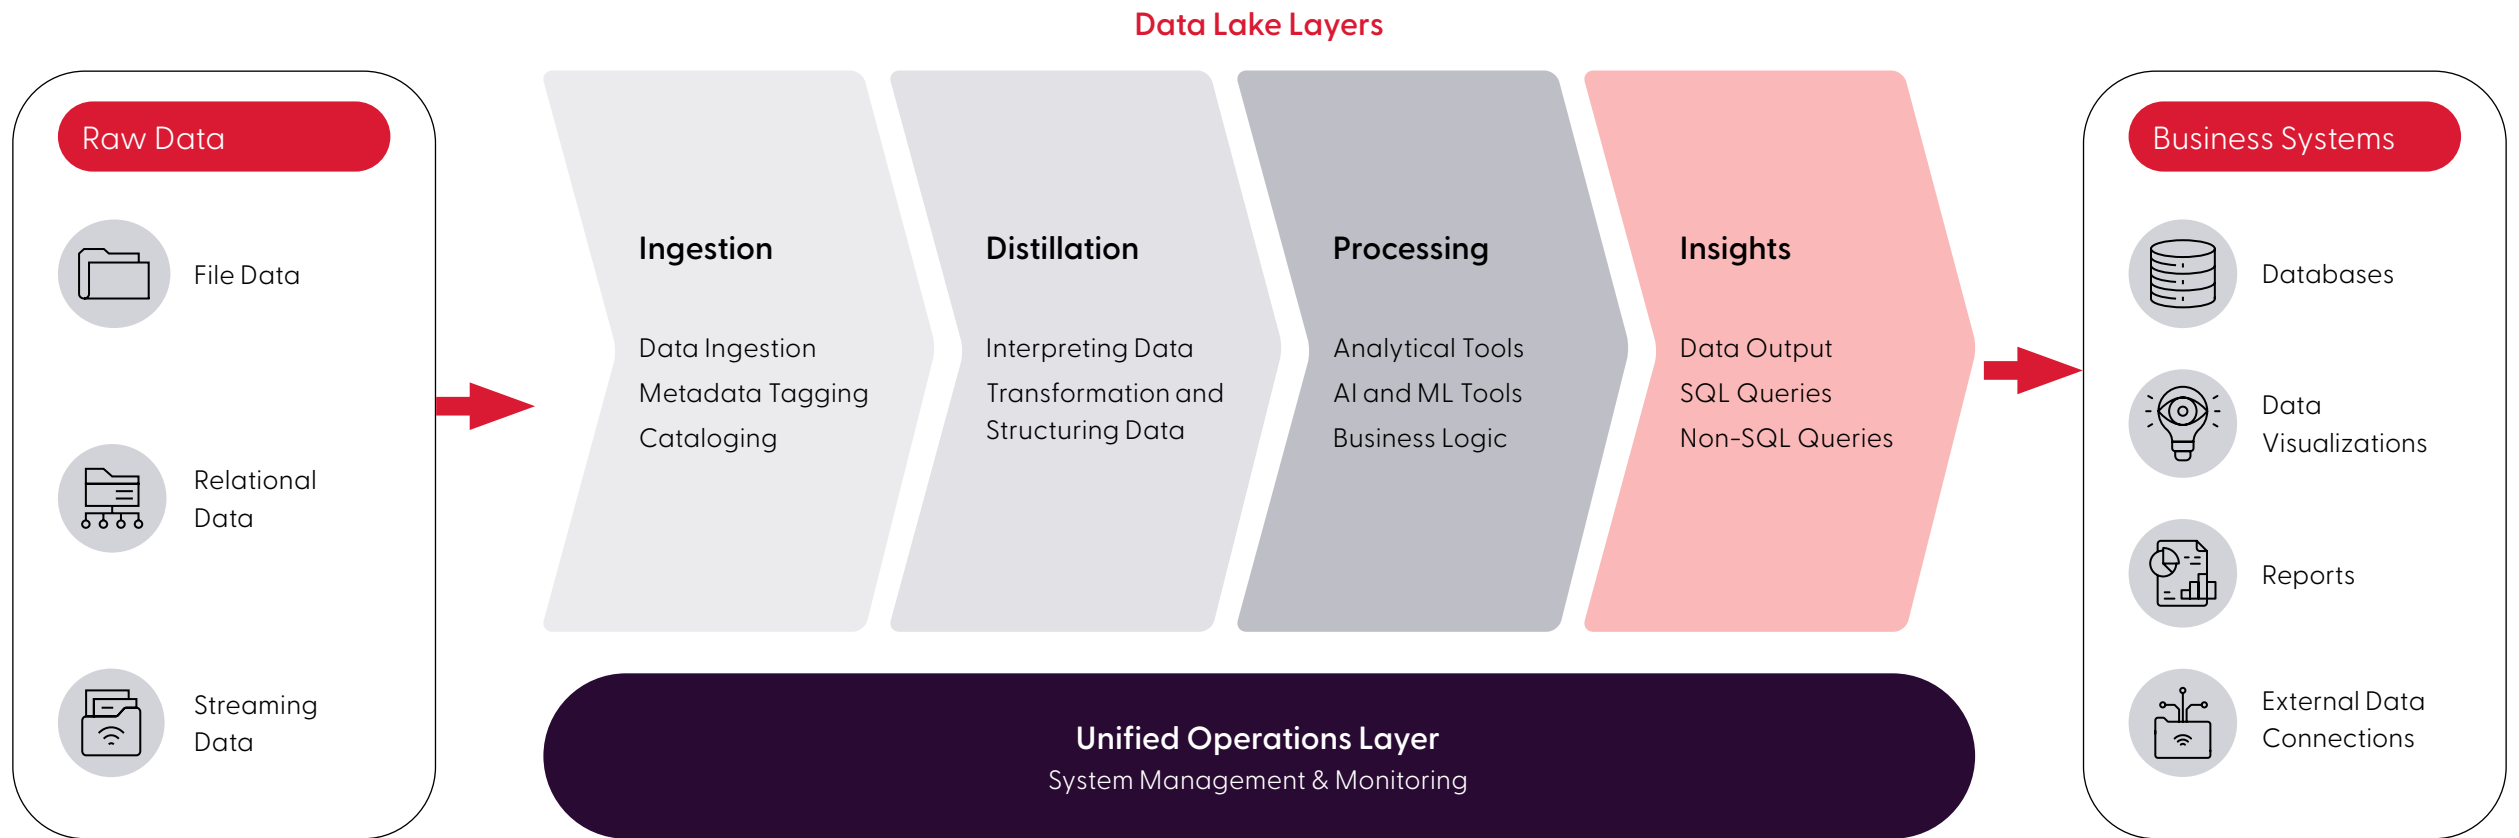 Data Lake Layers
Raw Data
File Data
Relational
Data
Streaming
Data
Ingestion
Data Ingestion
Metadata Tagging
Cataloging
Distillation
Interpreting Data
Transformation and
Structuring Data
Processing
Analytical Tools
AI and ML Tools
Business Logic
Insights
Data Output
SQL Queries
Non-SQL Queries
Unified Operations Layer
System Management & Monitoring
Business Systems
Databases
Data
Visualizations
Reports
External Data
Connections